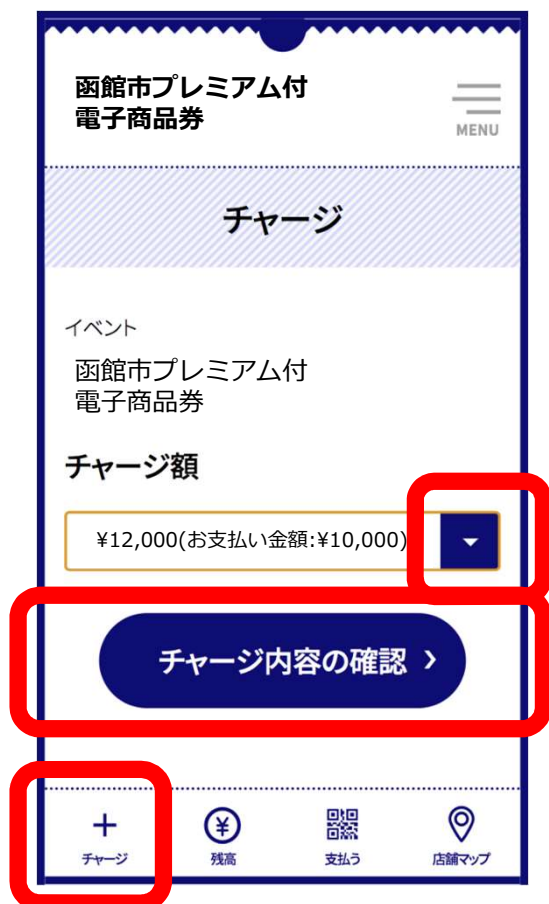 函館市プレミアム付
電子商品券
MENU
チャージ
イベント
函館市プレミアム付
電子商品券
チャージ額
¥12,000(お支払い金額:¥10,000)
チャージ内容の確認
チャージ
残高
支払う
店舗マップ